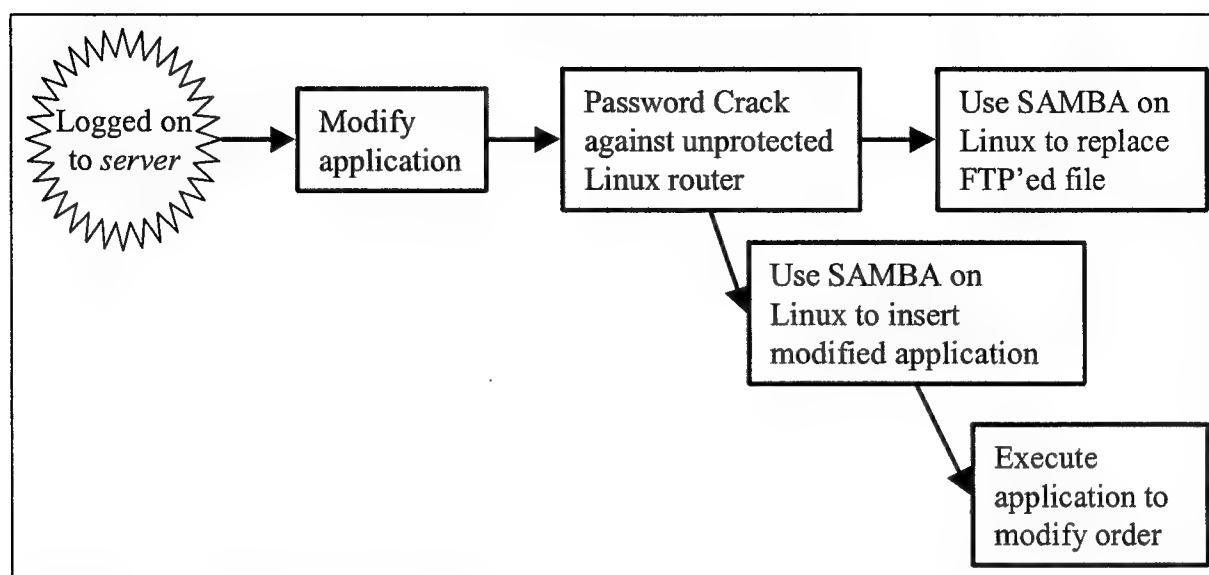 Logged on
to server
Modify
application
Password Crack
against unprotected
Linux router
Use SAMBA on
Linux to replace
FTP'ed file
Use SAMBA on
Linux to insert
modified application
Execute
application to
modify order